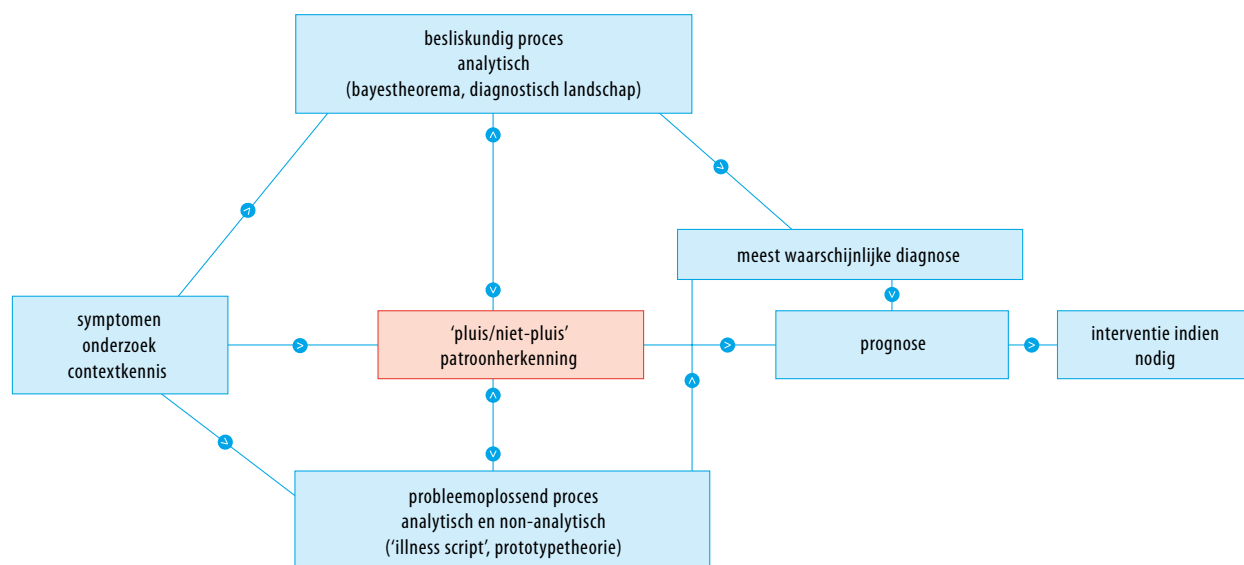 besliskundig proces
analytisch
(bayestheorema, diagnostisch landschap)
meest waarschijnlijke diagnose
symptomen
onderzoek
contextkennis
‘pluis/niet-pluis’
patroonherkenning
prognose
interventie indien
nodig
probleemoplossend proces
analytisch en non-analytisch
(‘illness script’, prototypetheorie)